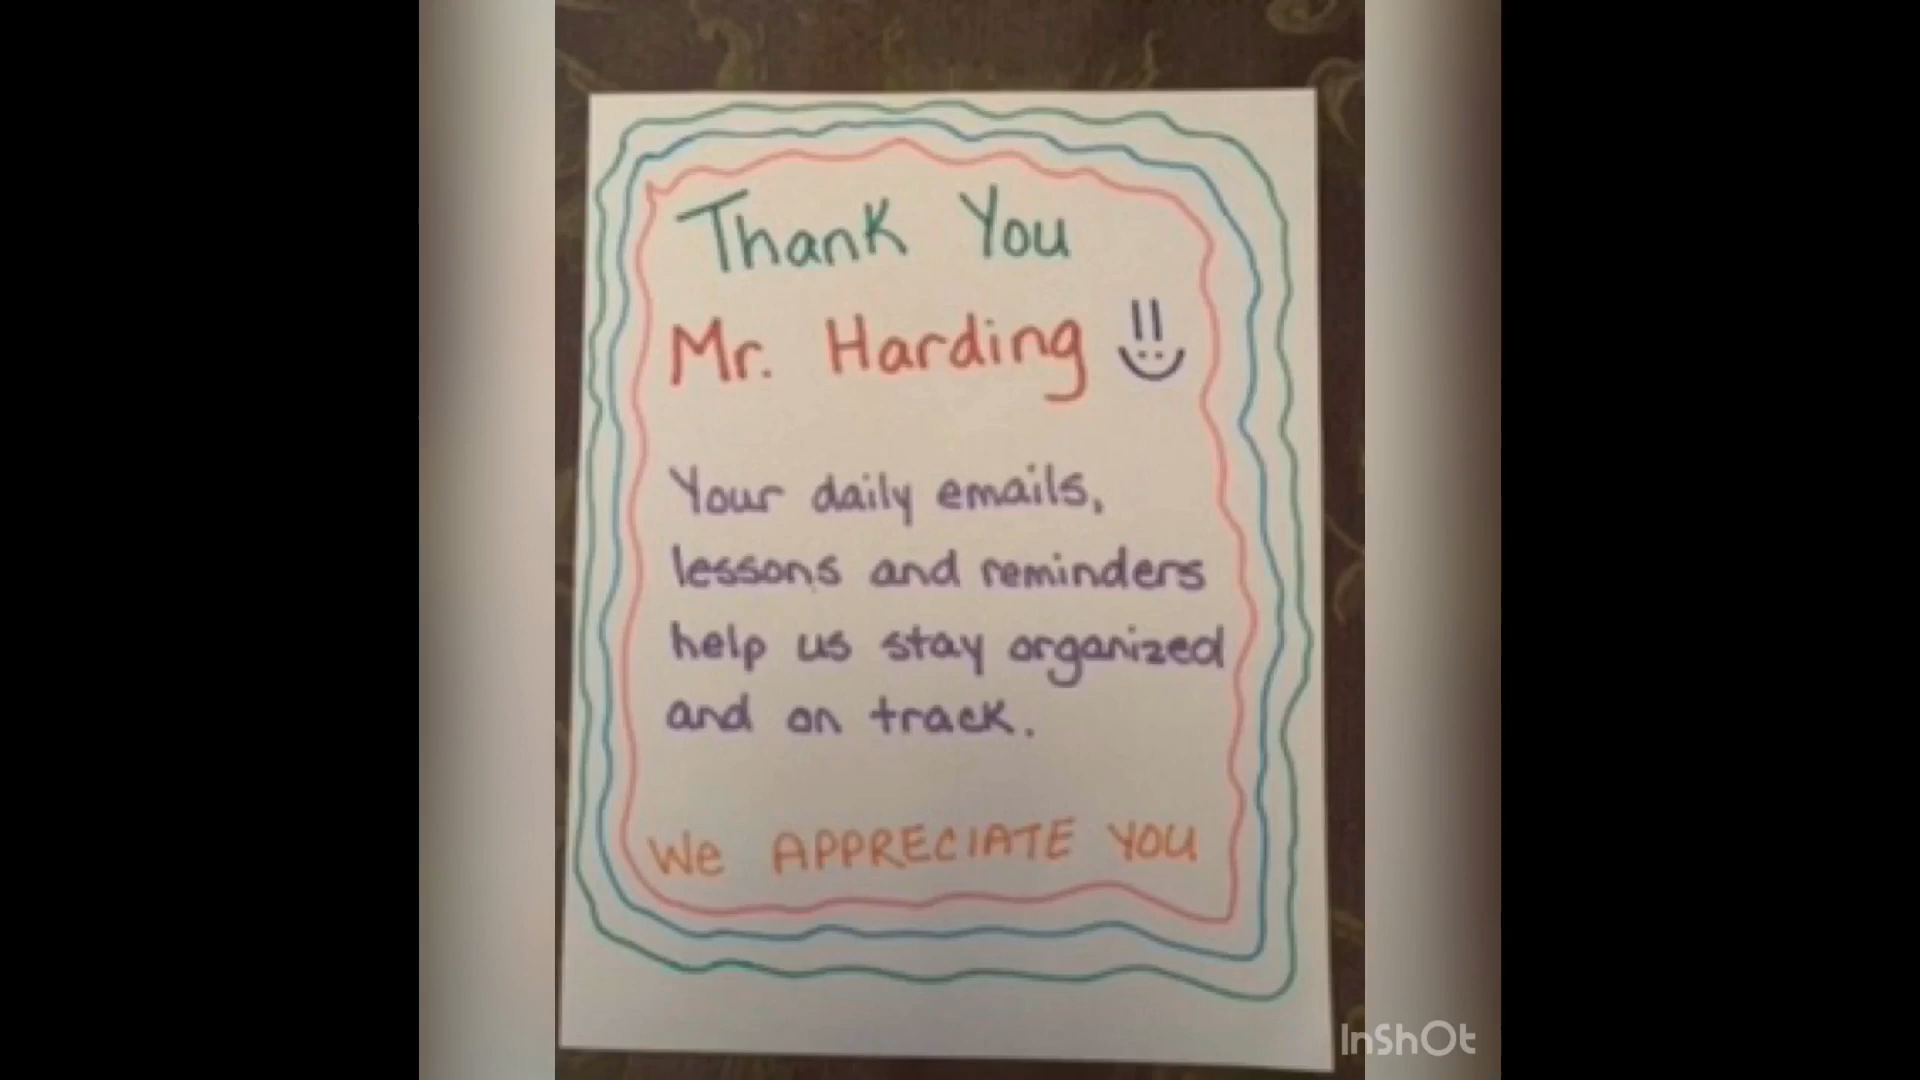 Thank You
Mr. Harding !!
Your daily emails,
lessons and reminders
help us stay organized
and on track.
We APPRECIATE YOU
InShOt